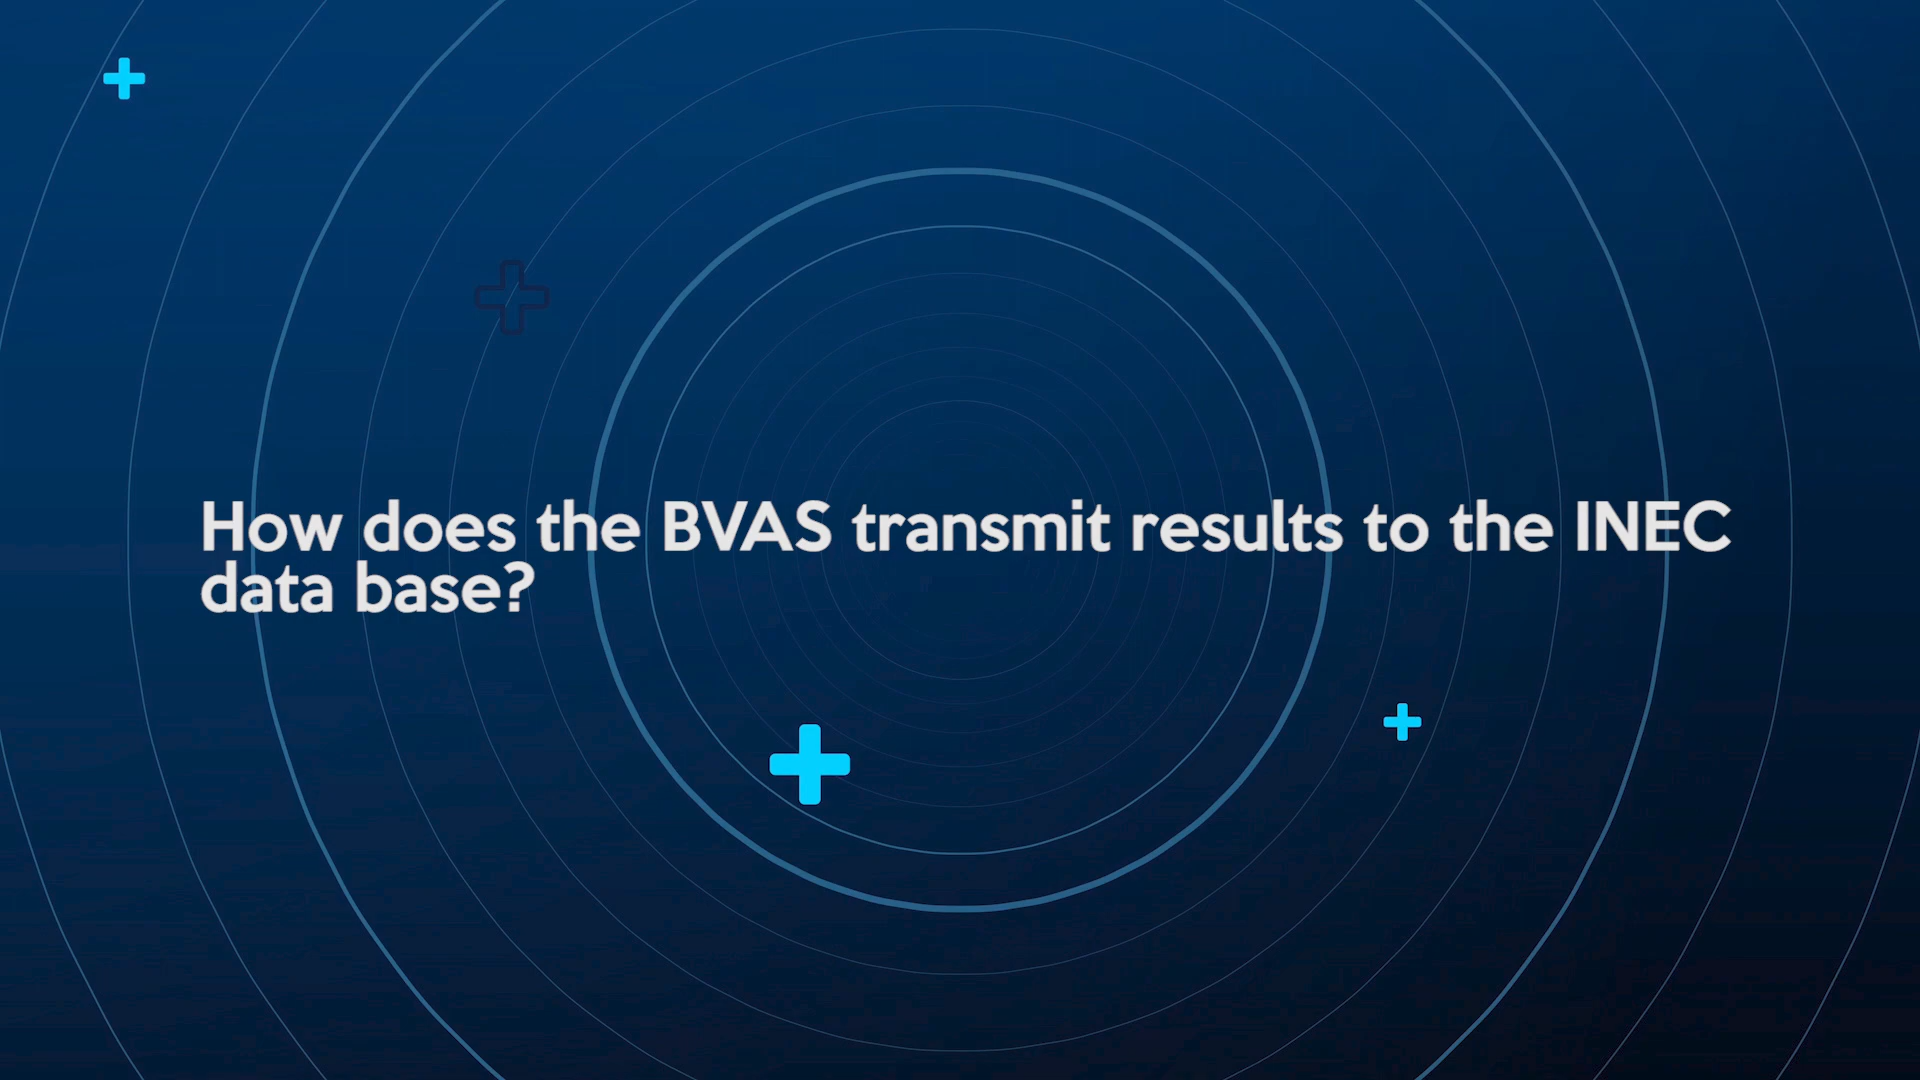 How does the BVAS transmit results to the INEC
data base?